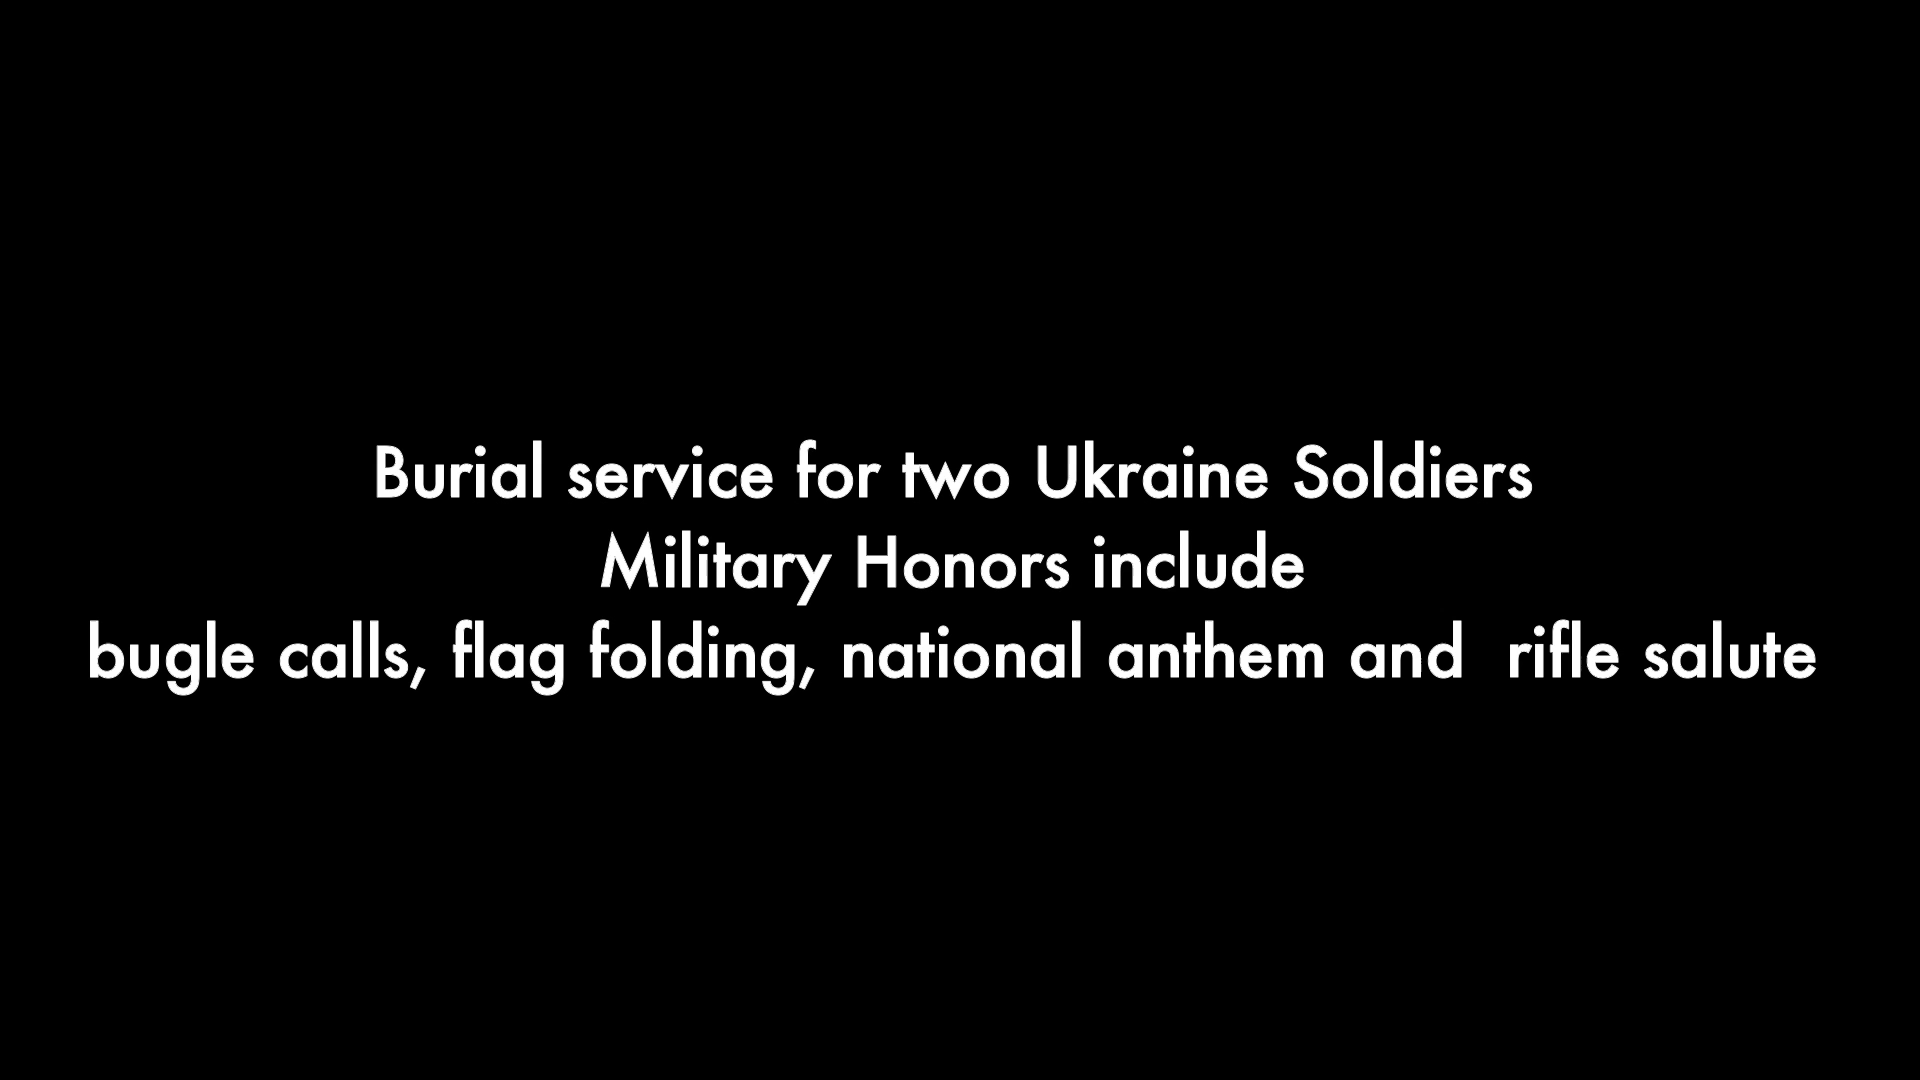 Burial service for two Ukraine Soldiers
Military Honors include
bugle calls, flag folding, national anthem and  rifle salute